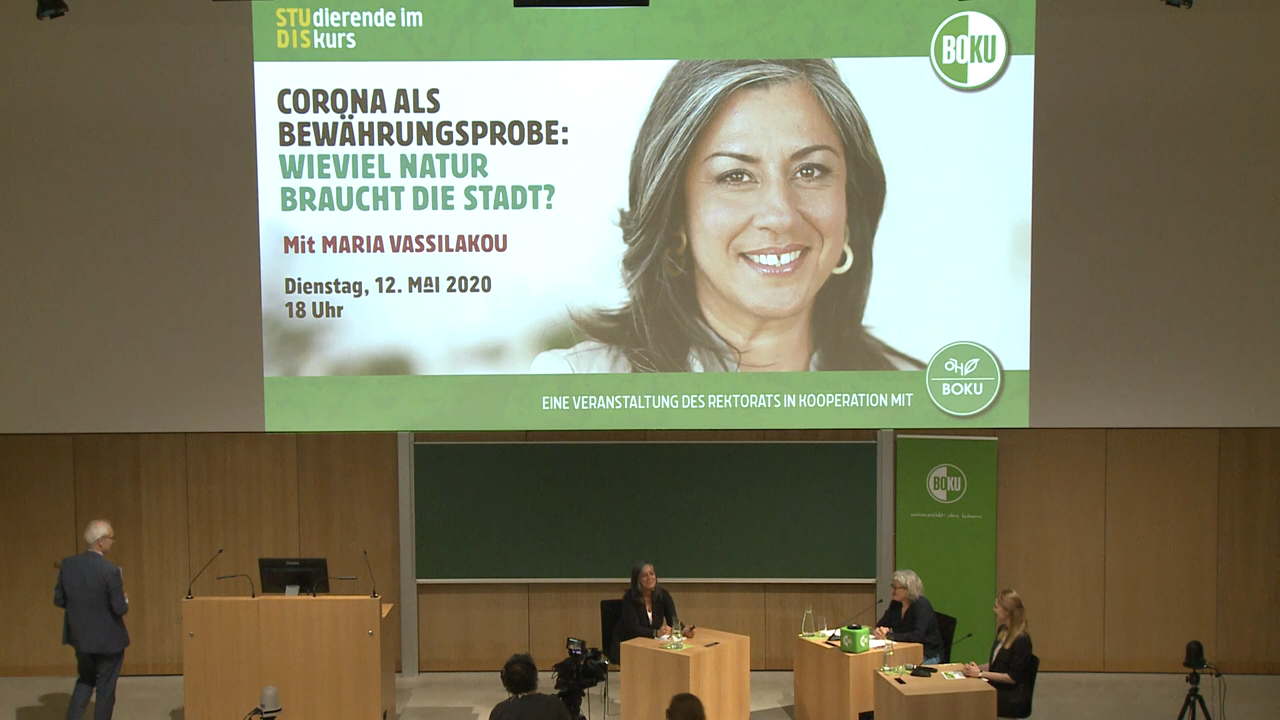 STUdierende im
DISkurs
BOKU
CORONA ALS
BEWÄHRUNGSPROBE:
WIEVIEL NATUR
BRAUCHT DIE STADT?
Mit MARIA VASSILAKOU
Dienstag, 12. MAI 2020
18 Uhr
ÖH
BOKU
EINE VERANSTALTUNG DES REKTORATS IN KOOPERATION MIT
BOKU